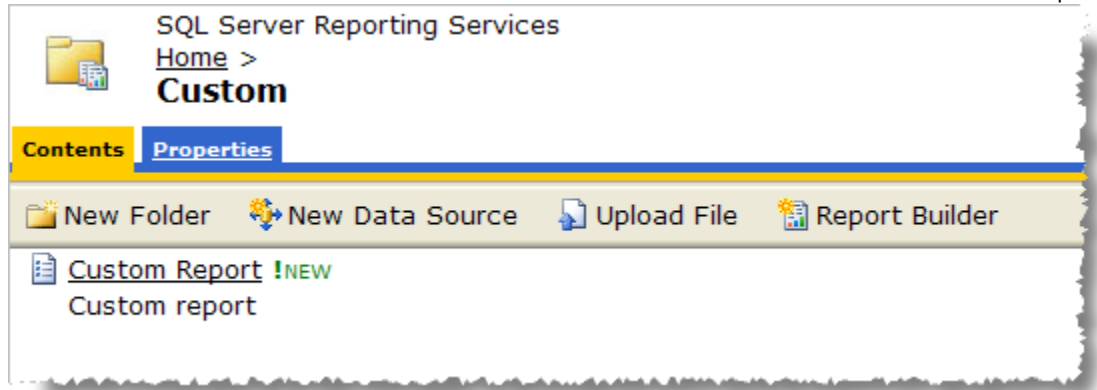 SQL Server Reporting Services
Home >
Custom
Contents Properties
New Folder New Data Source Upload File Report Builder
Custom Report !NEW
Custom report